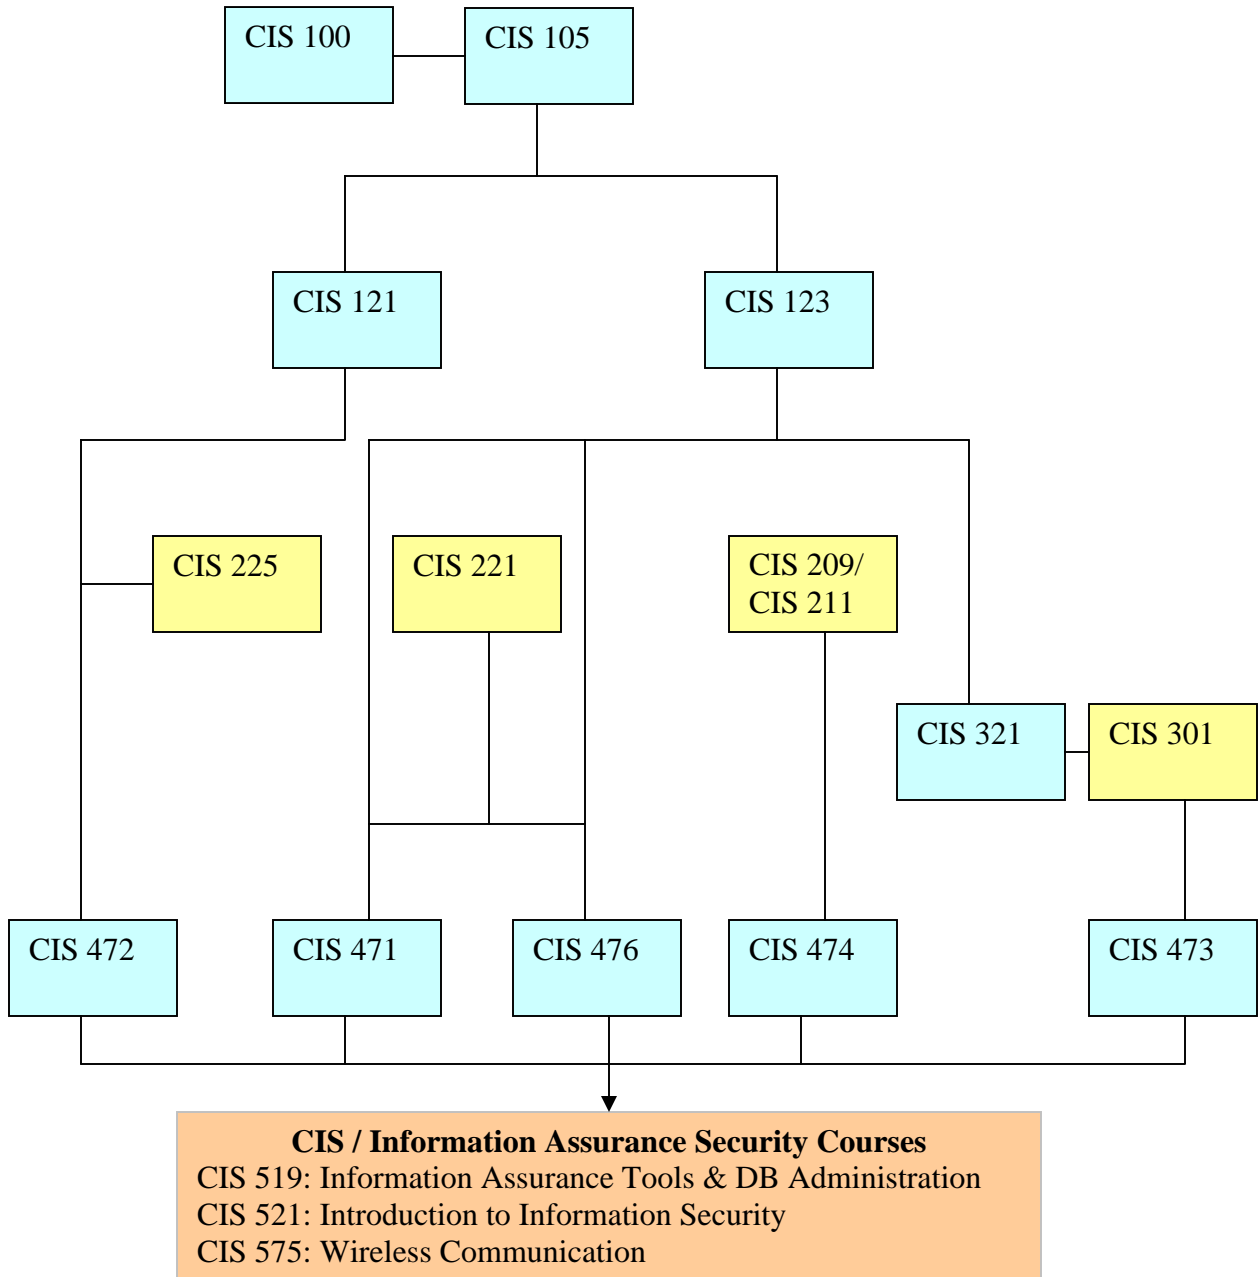 CIS 100
CIS 105
CIS 121
CIS 123
CIS 225
CIS 221
CIS 209/
CIS 211
CIS 321
CIS 301
CIS 472
CIS 471
CIS 476
CIS 474
CIS 473
CIS / Information Assurance Security Courses
CIS 519: Information Assurance Tools & DB Administration
CIS 521: Introduction to Information Security
CIS 575: Wireless Communication